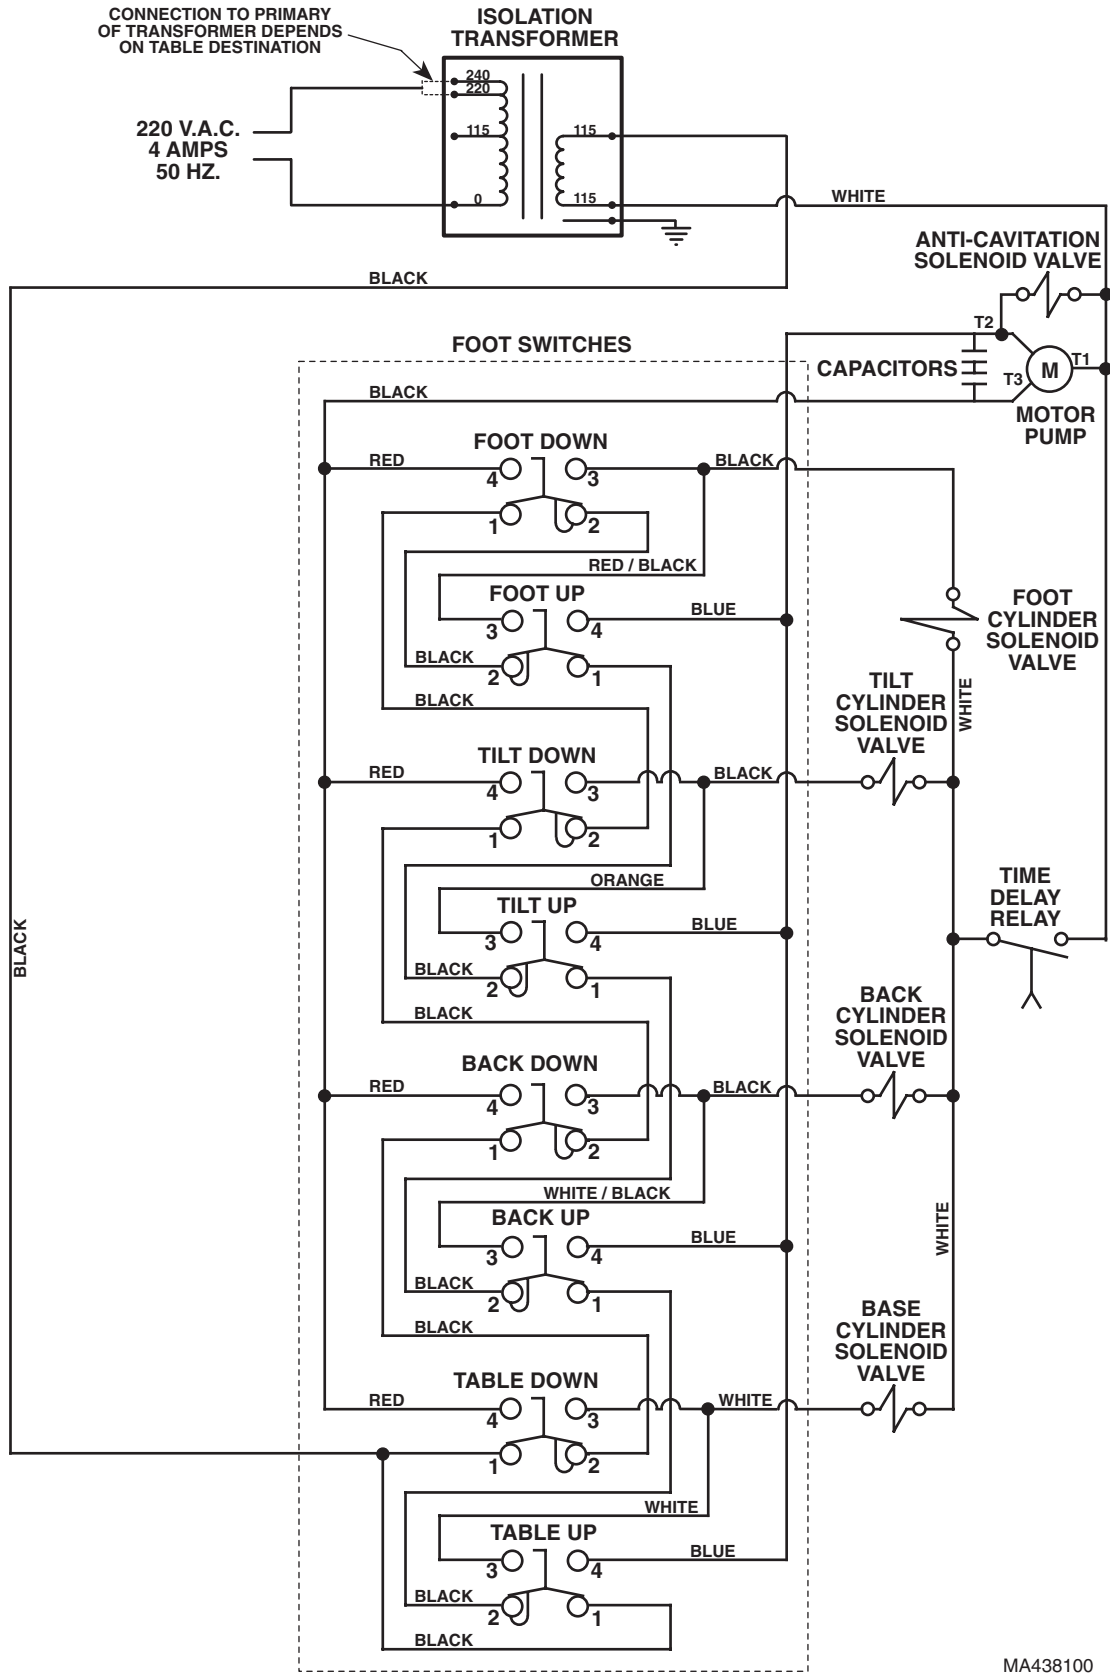 CONNECTION TO PRIMARY
OF TRANSFORMER DEPENDS
ON TABLE DESTINATION
ISOLATION
TRANSFORMER
240
220
115
0
115
115
220 V.A.C.
4 AMPS
50 HZ.
WHITE
BLACK
ANTI-CAVITATION
SOLENOID VALVE
T2
T1
T3
M
CAPACITORS
MOTOR
PUMP
FOOT SWITCHES
BLACK
FOOT DOWN
RED
4
3
BLACK
1
2
RED / BLACK
FOOT UP
3
4
BLUE
BLACK
2
1
BLACK
FOOT
CYLINDER
SOLENOID
VALVE
WHITE
TILT
CYLINDER
SOLENOID
VALVE
TILT DOWN
RED
4
3
BLACK
1
2
ORANGE
TILT UP
3
4
BLUE
BLACK
2
1
BLACK
TIME
DELAY
RELAY
BLACK
BACK
CYLINDER
SOLENOID
VALVE
BACK DOWN
RED
4
3
BLACK
1
2
WHITE / BLACK
BACK UP
3
4
BLUE
BLACK
2
1
BLACK
WHITE
BASE
CYLINDER
SOLENOID
VALVE
TABLE DOWN
RED
4
3
WHITE
1
2
WHITE
TABLE UP
3
4
BLUE
BLACK
2
1
BLACK
MA438100